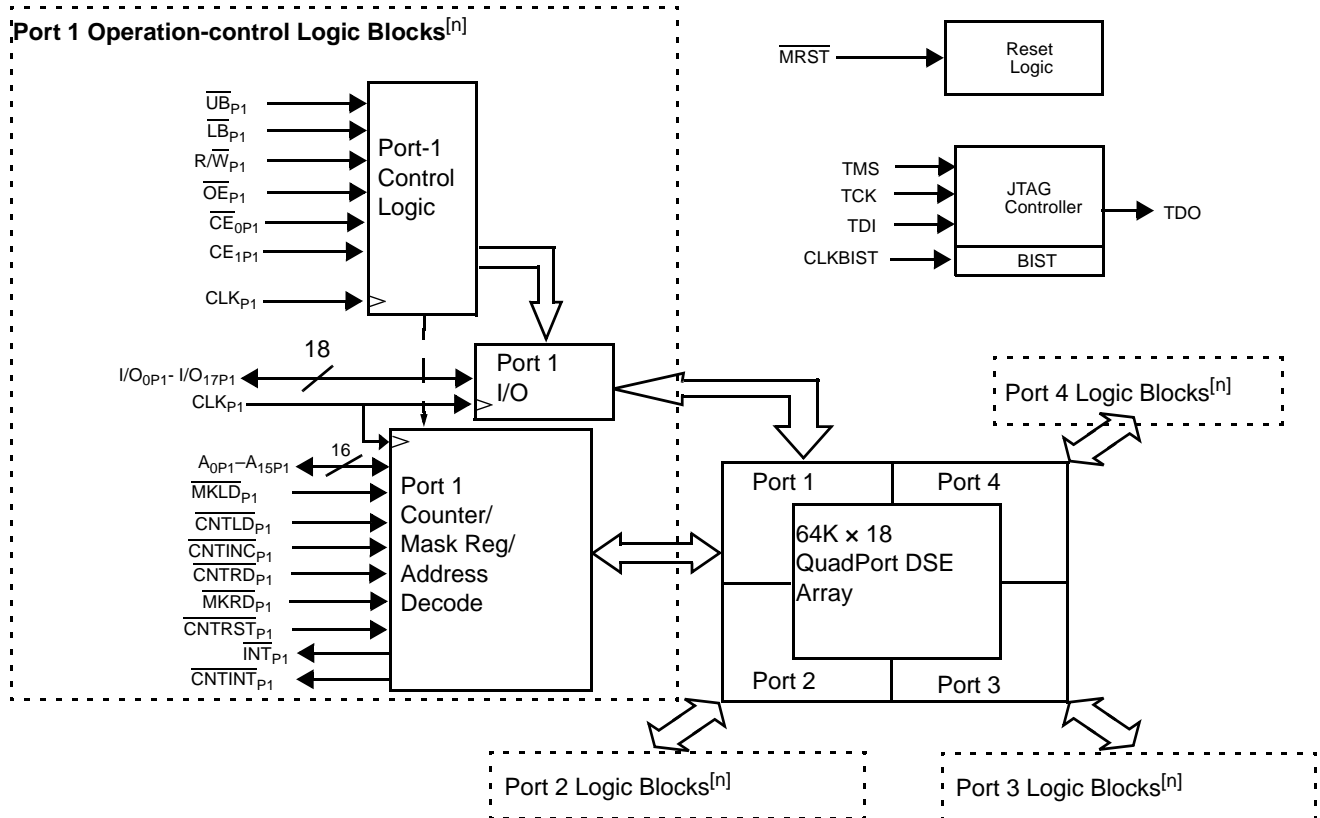 Port 1 Operation-control Logic Blocks[n]
UBP1
LBP1
R/WP1
OEP1
CE0P1
CE1P1
CLKP1
Port-1
Control
Logic
18
I/O0P1- I/O17P1
CLKP1
Port 1
I/O
16
A0P1–A15P1
MKLDP1
CNTLDP1
CNTINCP1
CNTRDP1
MKRDP1
CNTRSTP1
INTP1
CNTINTP1
Port 1
Counter/
Mask Reg/
Address
Decode
MRST
Reset
Logic
TMS
TCK
TDI
CLKBIST
JTAG
Controller
BIST
TDO
Port 4 Logic Blocks[n]
Port 1
Port 4
64K × 18
QuadPort DSE
Array
Port 2
Port 3
Port 2 Logic Blocks[n]
Port 3 Logic Blocks[n]